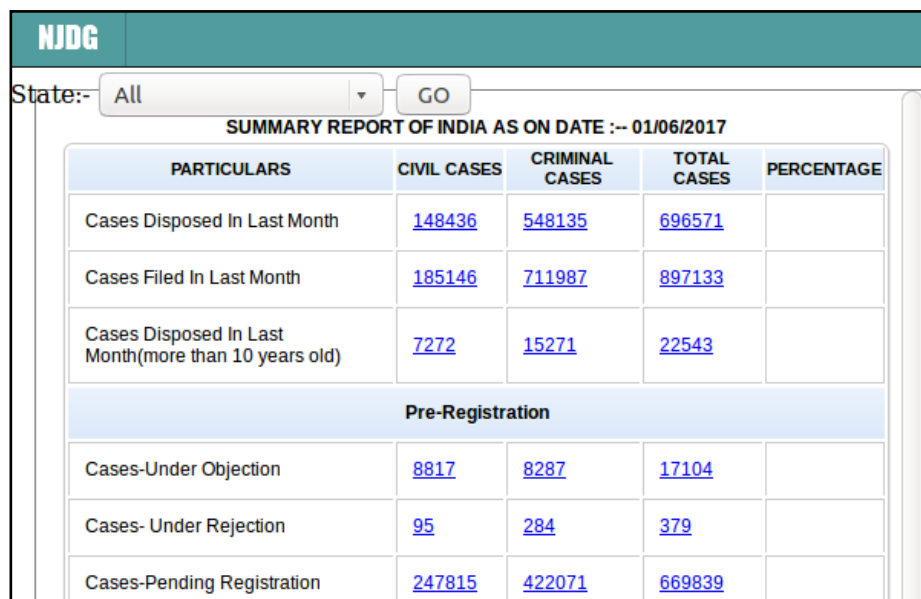 NJDG
State:- All GO
SUMMARY REPORT OF INDIA AS ON DATE :-- 01/06/2017
PARTICULARS CIVIL CASES CRIMINAL CASES TOTAL CASES PERCENTAGE
Cases Disposed In Last Month 148436 548135 696571
Cases Filed In Last Month 185146 711987 897133
Cases Disposed In Last
Month(more than 10 years old) 7272 15271 22543
Pre-Registration
Cases-Under Objection 8817 8287 17104
Cases- Under Rejection 95 284 379
Cases-Pending Registration 247815 422071 669839